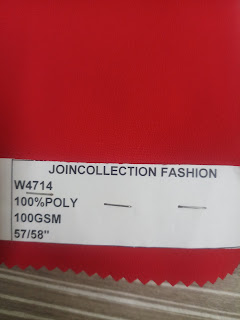 JOINCOLLECTION FASHION
W4714
100%POLY
100GSM
57/58"